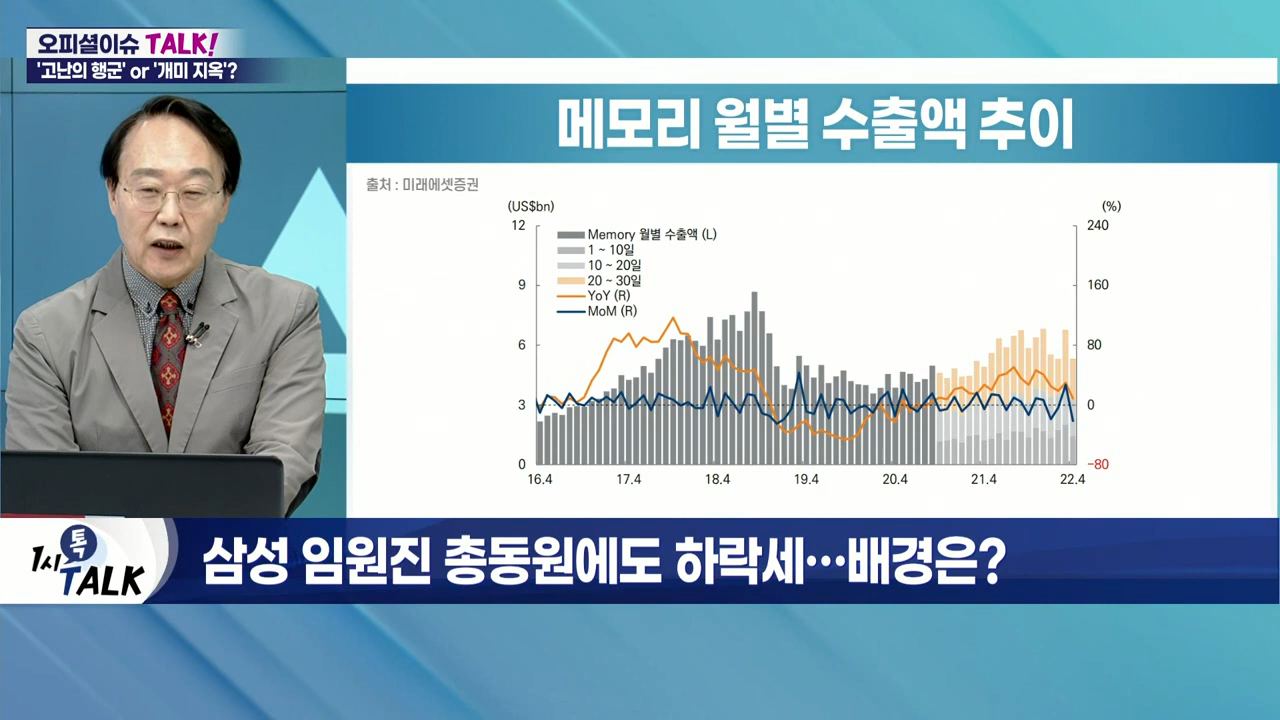 오피셜이슈 TALK!
'고난의 행군' or '개미 지옥'?
메모리 월별 수출액 추이
출처 : 미래에셋증권
(US$bn)
(%)
12
240
Memory 월별 수출액 (L)
1 ~ 10일
10 ~ 20일
20 ~ 30일
YoY (R)
MoM (R)
9
160
6
80
3
0
0
-80
16.4
17.4
18.4
19.4
20.4
21.4
22.4
1시 톡
TALK
삼성 임원진 총동원에도 하락세…배경은?